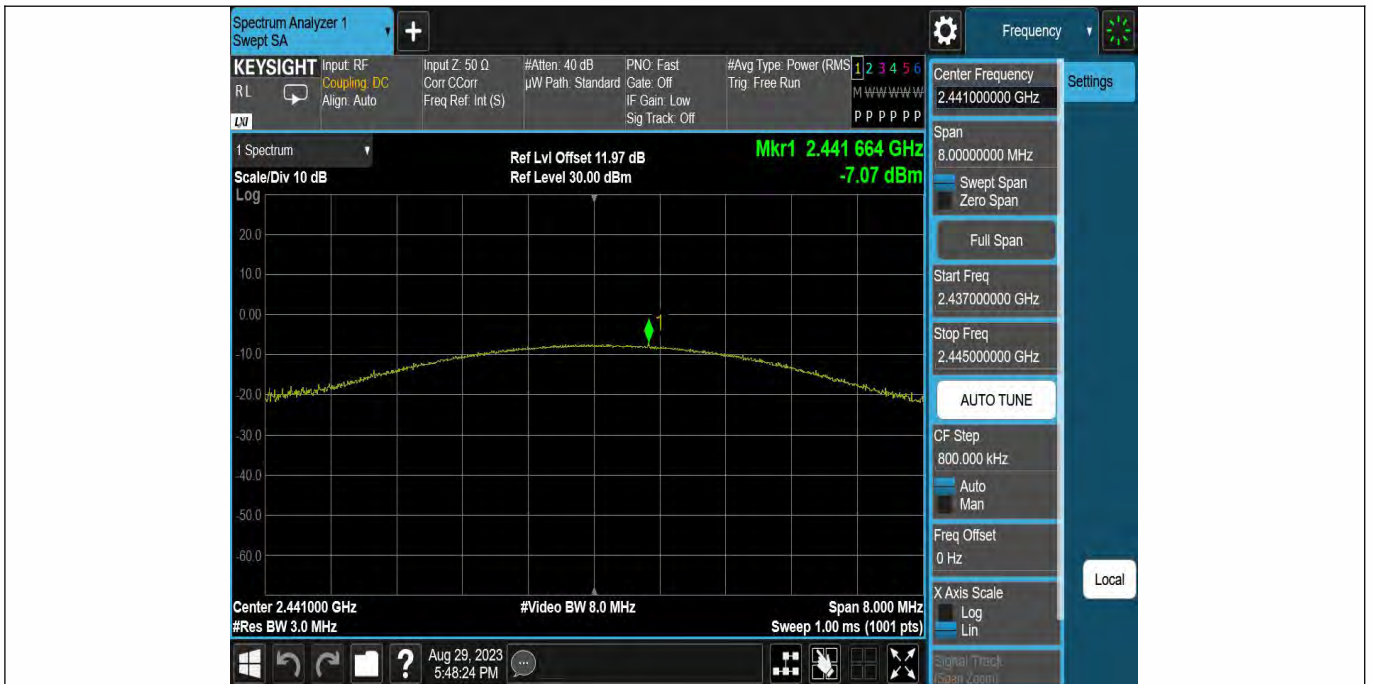 Spectrum Analyzer 1
Swept SA
+
Frequency
KEYSIGHT
RL
LXI
Input: RF
Coupling: DC
Align: Auto
Input Z: 50 Ω
Corr CCorr
Freq Ref: Int (S)
#Atten: 40 dB
µW Path: Standard
PNO: Fast
Gate: Off
IF Gain: Low
Sig Track: Off
#Avg Type: Power (RMS
Trig: Free Run
1 2 3 4 5 6
M W W W W W
P P P P P P
1 Spectrum
Scale/Div 10 dB
Ref Lvl Offset 11.97 dB
Ref Level 30.00 dBm
Mkr1 2.441 664 GHz
-7.07 dBm
Log
20.0
10.0
0.00
-10.0
-20.0
-30.0
-40.0
-50.0
-60.0
1
Center 2.441000 GHz
#Res BW 3.0 MHz
#Video BW 8.0 MHz
Span 8.000 MHz
Sweep 1.00 ms (1001 pts)
Center Frequency
2.441000000 GHz
Settings
Span
8.00000000 MHz
Swept Span
Zero Span
Full Span
Start Freq
2.437000000 GHz
Stop Freq
2.445000000 GHz
AUTO TUNE
CF Step
800.000 kHz
Auto
Man
Freq Offset
0 Hz
Local
X Axis Scale
Log
Lin
Signal Track
(Span Zoom)
?
Aug 29, 2023
5:48:24 PM